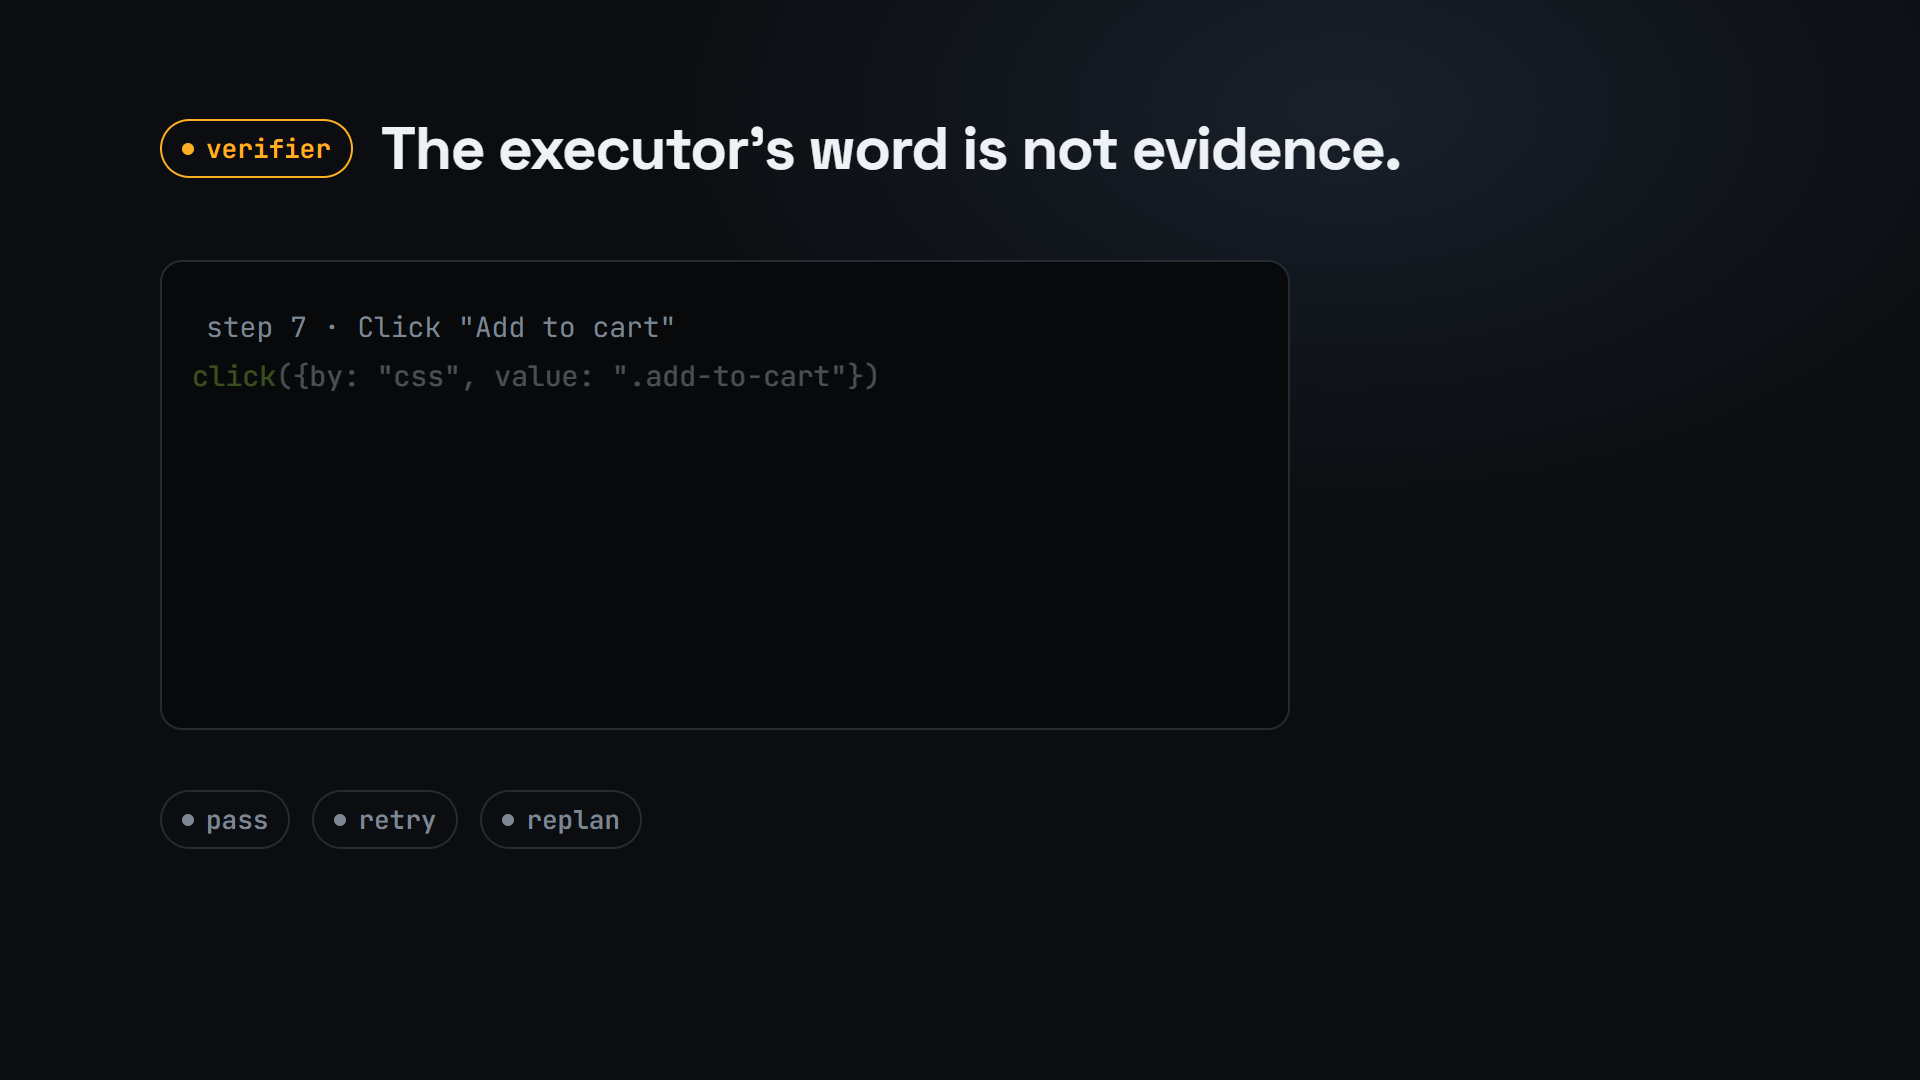 verifier
The executor’s word is not evidence.
step 7 · Click "Add to cart"
click({by: "css", value: ".add-to-cart"})
pass
retry
replan